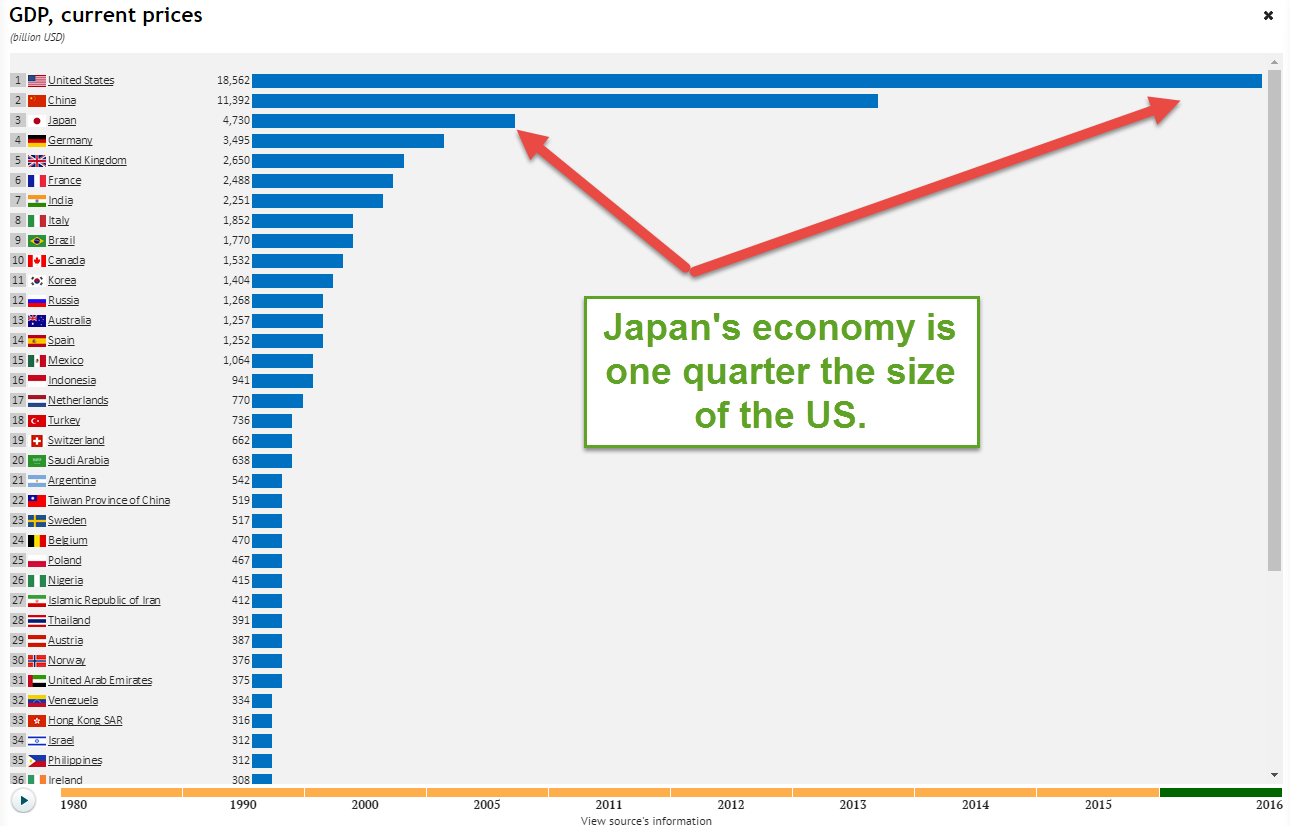 GDP, current prices
(billion USD)
1 United States 18,562
2 China 11,392
3 Japan 4,730
4 Germany 3,495
5 United Kingdom 2,650
6 France 2,488
7 India 2,251
8 Italy 1,852
9 Brazil 1,770
10 Canada 1,532
11 Korea 1,404
12 Russia 1,268
13 Australia 1,257
14 Spain 1,252
15 Mexico 1,064
16 Indonesia 941
17 Netherlands 770
18 Turkey 736
19 Switzerland 662
20 Saudi Arabia 638
21 Argentina 542
22 Taiwan Province of China 519
23 Sweden 517
24 Belgium 470
25 Poland 467
26 Nigeria 415
27 Islamic Republic of Iran 412
28 Thailand 391
29 Austria 387
30 Norway 376
31 United Arab Emirates 375
32 Venezuela 334
33 Hong Kong SAR 316
34 Israel 312
35 Philippines 312
36 Ireland 308
Japan's economy is
one quarter the size
of the US.
1980 1990 2000 2005 2011 2012 2013 2014 2015 2016
View source's information